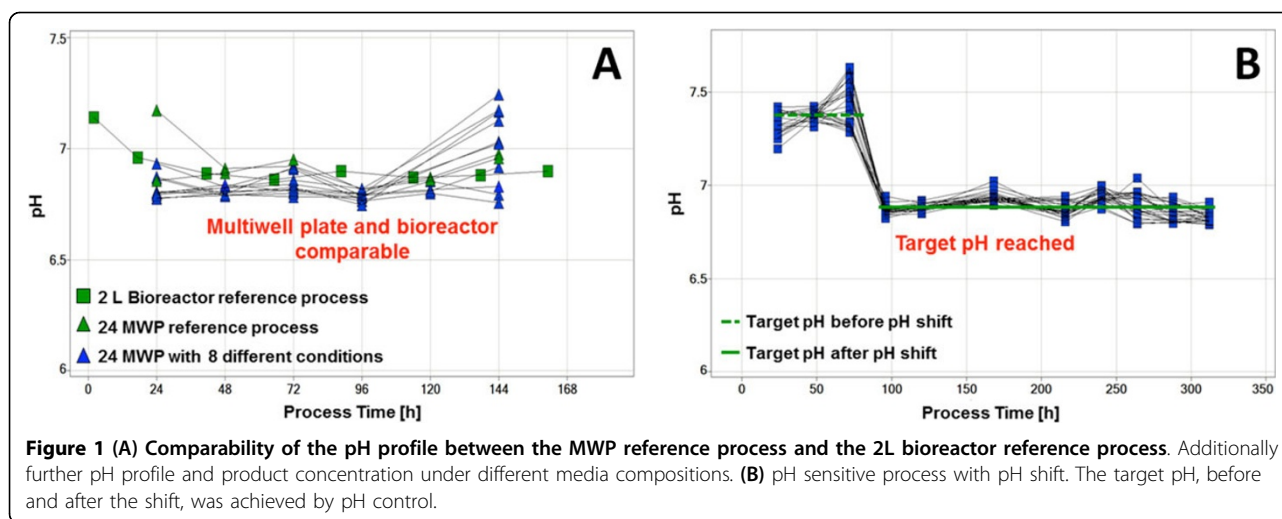 7.5
7
6.5
6
pH
A
Multiwell plate and bioreactor
comparable
2 L Bioreactor reference process
24 MWP reference process
24 MWP with 8 different conditions
0 24 48 72 96 120 144 168
Process Time [h]
7.5
7
6.5
6
pH
B
Target pH reached
Target pH before pH shift
Target pH after pH shift
0 50 100 150 200 250 300 350
Process Time [h]
Figure 1 (A) Comparability of the pH profile between the MWP reference process and the 2L bioreactor reference process. Additionally
further pH profile and product concentration under different media compositions. (B) pH sensitive process with pH shift. The target pH, before
and after the shift, was achieved by pH control.